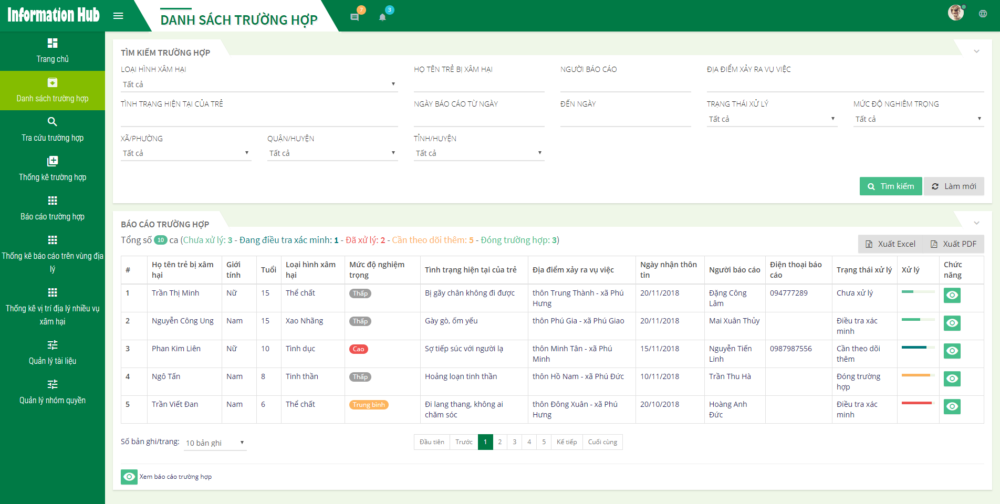 Information Hub
DANH SÁCH TRƯỜNG HỢP
7
3
Trang chủ
Danh sách trường hợp
Tra cứu trường hợp
Thống kê trường hợp
Báo cáo trường hợp
Thống kê báo cáo trên vùng địa
lý
Thống kê vị trí địa lý nhiều vụ
xâm hại
Quản lý tài liệu
Quản lý nhóm quyền
TÌM KIẾM TRƯỜNG HỢP
LOẠI HÌNH XÂM HẠI
HỌ TÊN TRẺ BỊ XÂM HẠI
NGƯỜI BÁO CÁO
ĐỊA ĐIỂM XẢY RA VỤ VIỆC
Tất cả
TÌNH TRẠNG HIỆN TẠI CỦA TRẺ
NGÀY BÁO CÁO TỪ NGÀY
ĐẾN NGÀY
TRẠNG THÁI XỬ LÝ
MỨC ĐỘ NGHIÊM TRỌNG
Tất cả
Tất cả
XÃ/PHƯỜNG
QUẬN/HUYỆN
TỈNH/HUYỆN
Tất cả
Tất cả
Tất cả
Tìm kiếm
Làm mới
BÁO CÁO TRƯỜNG HỢP
Tổng số 10 ca (Chưa xử lý: 3 - Đang điều tra xác minh: 1 - Đã xử lý: 2 - Cần theo dõi thêm: 5 - Đóng trường hợp: 3)
Xuất Excel
Xuất PDF
#
Họ tên trẻ bị xâm
hại
Giới
tính
Tuổi
Loại hình xâm
hại
Mức độ nghiệm
trọng
Tình trạng hiện tại của trẻ
Địa điểm xảy ra vụ việc
Ngày nhận thôn
tin
Người báo cáo
Điện thoại báo
cáo
Trạng thái xử lý
Xử lý
Chức
năng
1
Trần Thị Minh
Nữ
15
Thể chất
Thấp
Bị gãy chân không đi được
thôn Trung Thành - xã Phú
Hưng
20/11/2018
Đặng Công
Lâm
094777289
Chưa xử lý
2
Nguyễn Công Ung
Nam
15
Xao Nhãng
Thấp
Gày gò, ốm yếu
thôn Phú Gia - xã Phú Giao
20/11/2018
Mai Xuân Thủy
Điều tra xác
minh
3
Phan Kim Liên
Nữ
10
Tình dục
Cao
Sợ tiếp súc với người lạ
thôn Minh Tân - xã Phú
Minh
15/11/2018
Nguyễn Tiến
Linh
0987987556
Cần theo dõi
thêm
4
Ngô Tấn
Nam
8
Tinh thần
Thấp
Hoảng loạn tinh thần
thôn Hồ Nam - xã Phú Đức
10/11/2018
Trần Thu Hà
Đóng trường
hợp
5
Trần Viết Đan
Nam
6
Thể chất
Trung bình
Đi lang thang, không ai
chăm sóc
thôn Đông Xuân - xã Phú
Hưng
20/10/2018
Hoàng Anh
Đức
Điều tra xác
minh
Số bản ghi/trang:
10 bản ghi
Đầu tiên
Trước
1
2
3
4
5
Kế tiếp
Cuối cùng
Xem báo cáo trường hợp